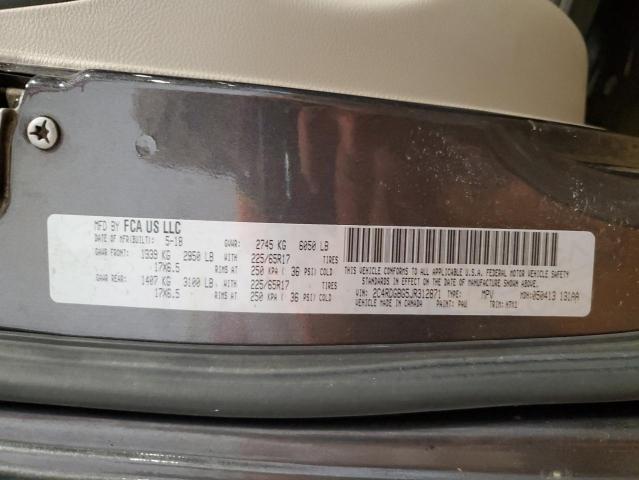 MFD BY FCA US LLC
DATE OF MFR(BUILT): 5-18 GVWR: 2745 KG 6050 LB
GAWR FRONT: 1339 KG 2950 LB WITH 225/65R17 TIRES
17X6.5 RIMS AT 250 KPA / 36 PSI COLD
GAWR REAR: 1407 KG 3100 LB WITH 225/65R17 TIRES
17X6.5 RIMS AT 250 KPA / 36 PSI COLD
THIS VEHICLE CONFORMS TO ALL APPLICABLE U.S.A. FEDERAL MOTOR VEHICLE SAFETY
STANDARDS IN EFFECT ON THE DATE OF MANUFACTURE SHOWN ABOVE.
VIN: 2C4RDGBG5JR312871 TYPE: MPV MDH: 050413 131AA
VEHICLE MADE IN CANADA PAINT: PAU TRIM: